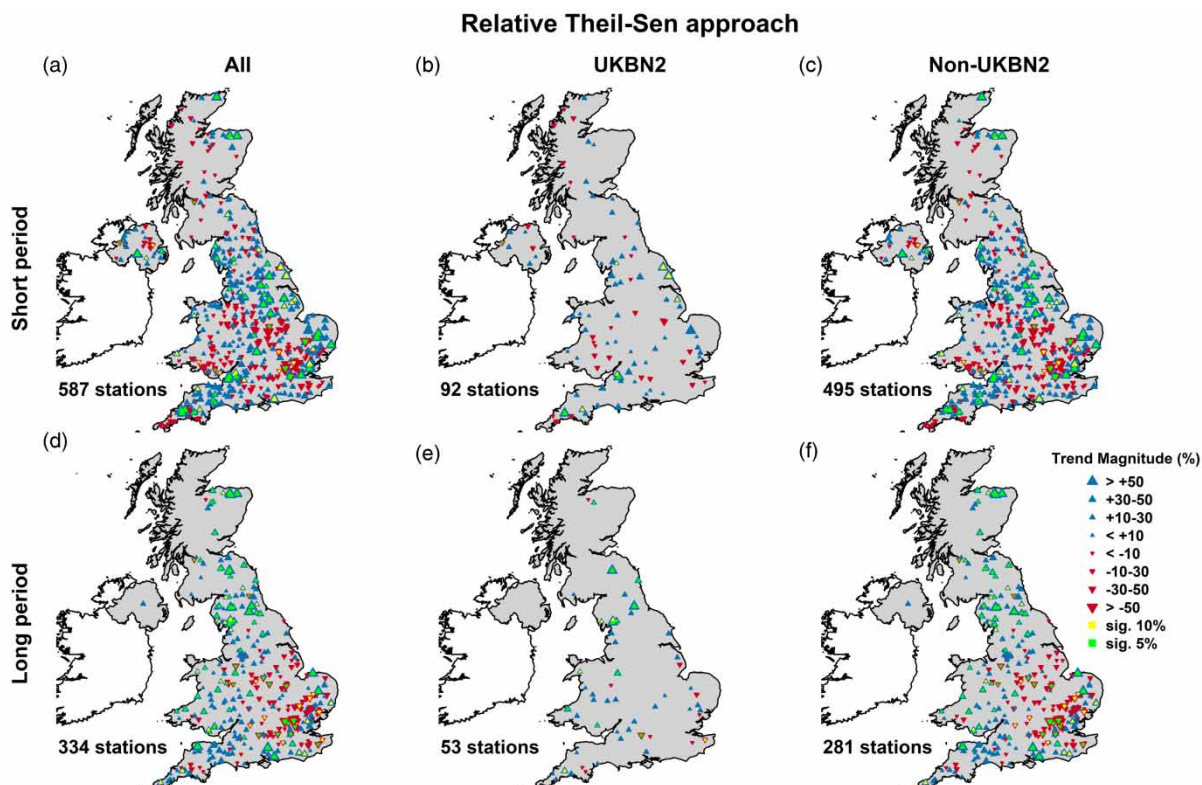 Relative Theil-Sen approach
(a)
All
(b)
UKBN2
(c)
Non-UKBN2
Short period
587 stations
92 stations
495 stations
(d)
(e)
(f)
Long period
334 stations
53 stations
281 stations
Trend Magnitude (%)
> +50
+30-50
+10-30
< +10
< -10
-10-30
-30-50
> -50
sig. 10%
sig. 5%